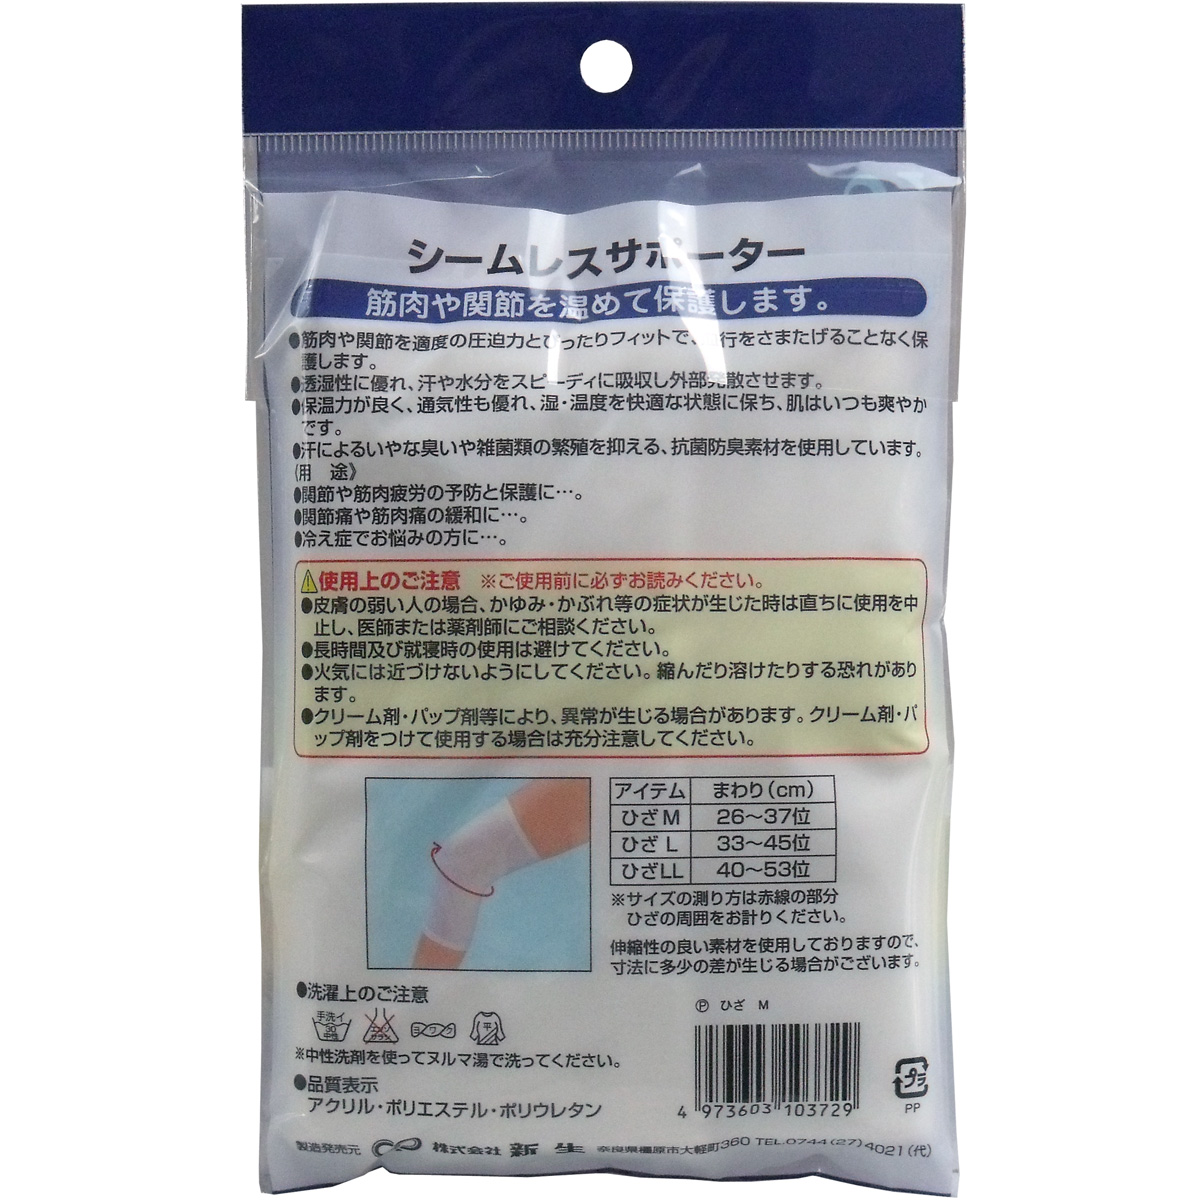 シームレスサポーター
筋肉や関節を温めて保護します。
●筋肉や関節を適度の圧迫力とぴったりフィットで、血行をさまたげることなく保
護します。
●透湿性に優れ、汗や水分をスピーディに吸収し外部発散させます。
●保温力が良く、通気性も優れ、湿・温度を快適な状態に保ち、肌はいつも爽やか
です。
●汗によるいやな臭いや雑菌類の繁殖を抑える、抗菌防臭素材を使用しています。
《用　途》
●関節や筋肉疲労の予防と保護に…。
●関節痛や筋肉痛の緩和に…。
●冷え症でお悩みの方に…。
使用上のご注意 ※ご使用前に必ずお読みください。
●皮膚の弱い人の場合、かゆみ・かぶれ等の症状が生じた時は直ちに使用を中
止し、医師または薬剤師にご相談ください。
●長時間及び就寝時の使用は避けてください。
●火気には近づけないようにしてください。縮んだり溶けたりする恐れがあり
ます。
●クリーム剤・パップ剤等により、異常が生じる場合があります。クリーム剤・パ
ップ剤をつけて使用する場合は充分注意してください。
アイテム まわり(cm)
ひざM 26〜37位
ひざL 33〜45位
ひざLL 40〜53位
※サイズの測り方は赤線の部分
ひざの周囲をお計りください。
伸縮性の良い素材を使用しておりますので、
寸法に多少の差が生じる場合がございます。
●洗濯上のご注意
手洗イ
30
中性
エンソ
サラシ
ヨワク
平
※中性洗剤を使ってヌルマ湯で洗ってください。
●品質表示
アクリル・ポリエステル・ポリウレタン
Ⓟ ひざ M
4 973603 103729
プラ
PP
製造発売元 株式会社 新生 奈良県橿原市大軽町360 TEL.0744(27)4021(代)